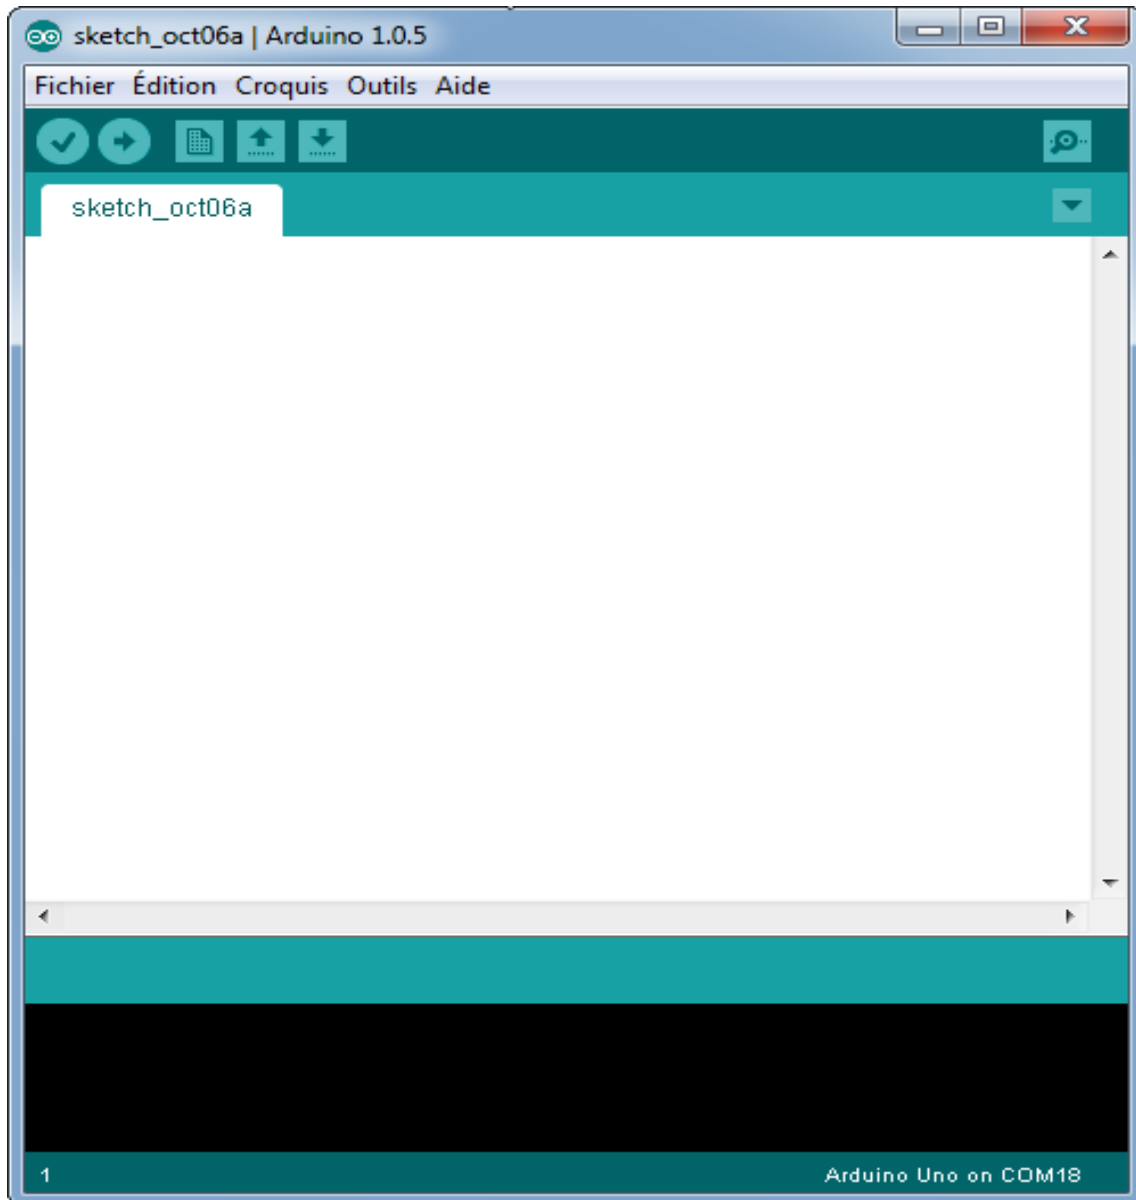 sketch_oct06a | Arduino 1.0.5
Fichier Édition Croquis Outils Aide
sketch_oct06a
1 Arduino Uno on COM18